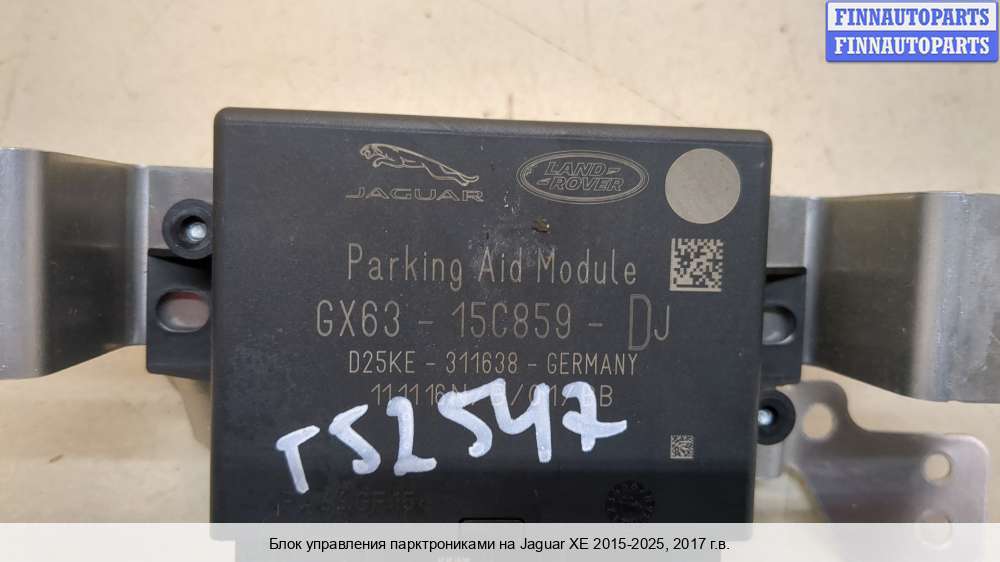 FINNAUTOPARTS
FINNAUTOPARTS
JAGUAR
LAND
ROVER
Parking Aid Module
GX63 - 15C859 - DJ
D25KE - 311638 - GERMANY
TS2547
Блок управления парктрониками на Jaguar XE 2015-2025, 2017 г.в.